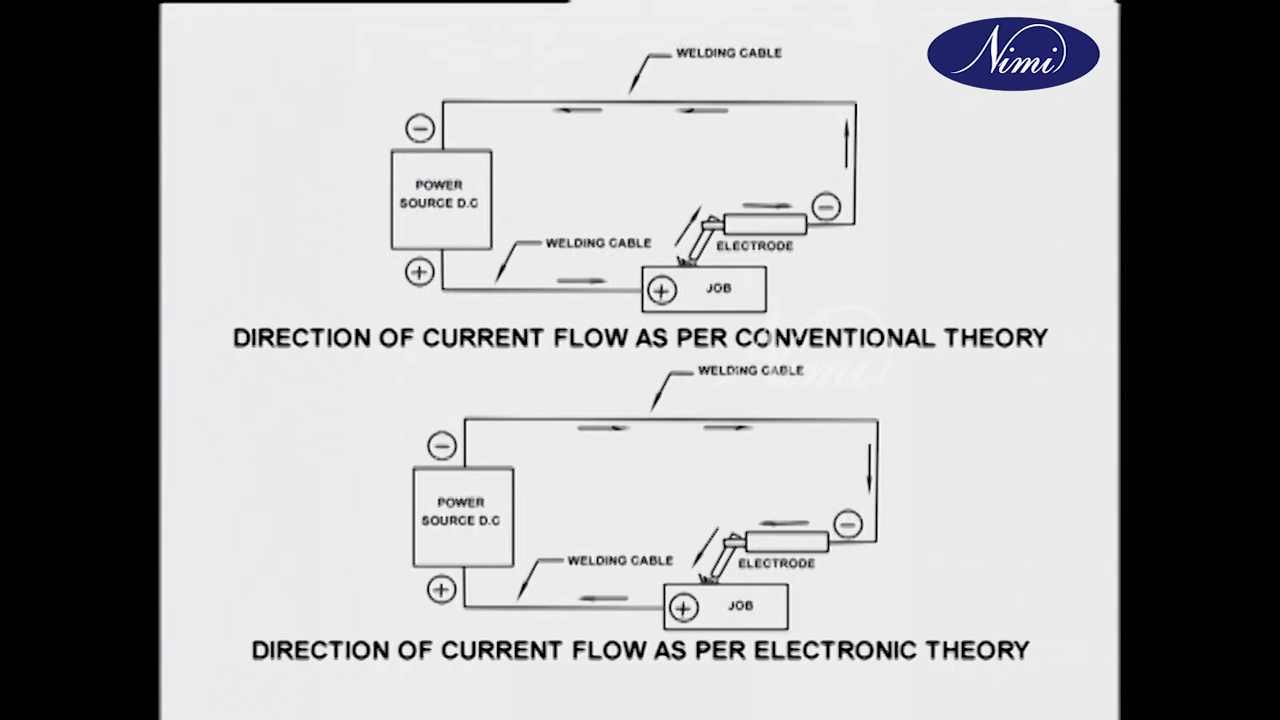 Nimi
WELDING CABLE
−
POWER
SOURCE D.C
−
WELDING CABLE
ELECTRODE
+
+
JOB
DIRECTION OF CURRENT FLOW AS PER CONVENTIONAL THEORY
WELDING CABLE
−
POWER
SOURCE D.C
−
WELDING CABLE
ELECTRODE
+
+
JOB
DIRECTION OF CURRENT FLOW AS PER ELECTRONIC THEORY